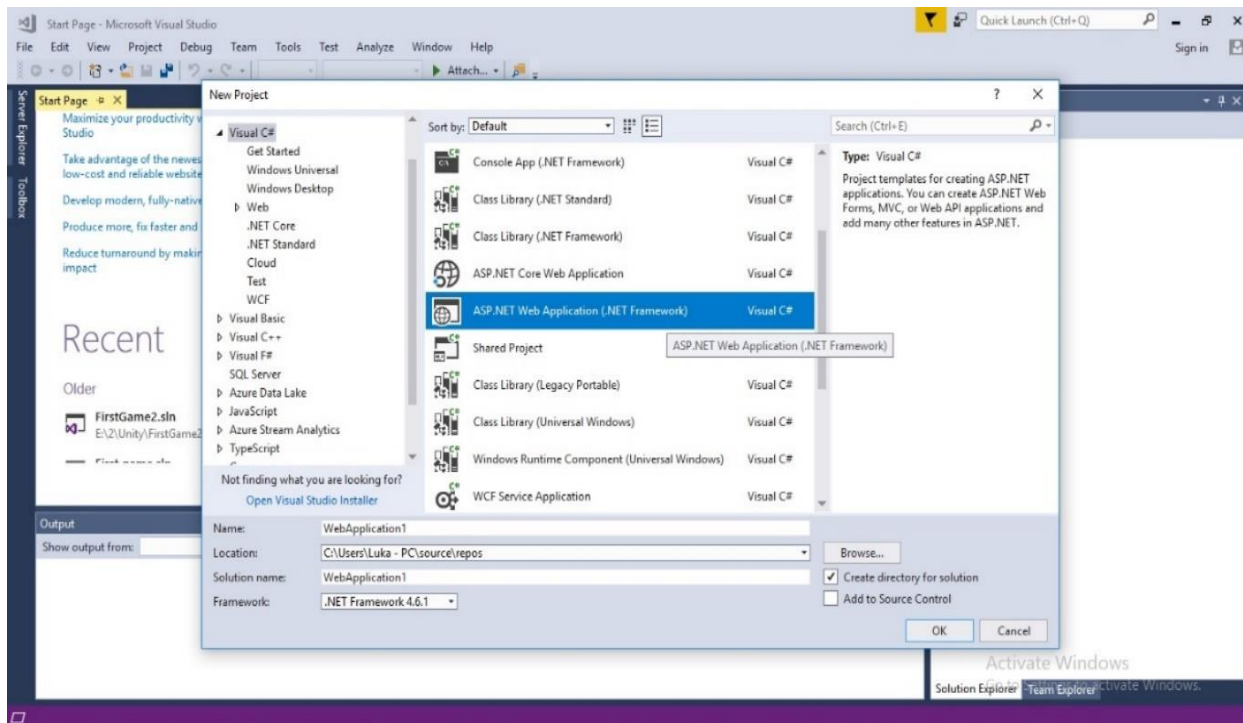 Start Page - Microsoft Visual Studio
Quick Launch (Ctrl+Q)
File Edit View Project Debug Team Tools Test Analyze Window Help
Sign in
Attach...
Server Explorer
Toolbox
Start Page
Maximize your productivity
Studio
Take advantage of the newes
low-cost and reliable website
Develop modern, fully-native
Produce more, fix faster and
Reduce turnaround by makin
impact
Recent
Older
FirstGame2.sln
E:\2\Unity\FirstGame2
Output
Show output from:
New Project
Visual C#
Get Started
Windows Universal
Windows Desktop
Web
.NET Core
.NET Standard
Cloud
Test
WCF
Visual Basic
Visual C++
Visual F#
SQL Server
Azure Data Lake
JavaScript
Azure Stream Analytics
TypeScript
Not finding what you are looking for?
Open Visual Studio Installer
Sort by: Default
Search (Ctrl+E)
Console App (.NET Framework) Visual C#
Class Library (.NET Standard) Visual C#
Class Library (.NET Framework) Visual C#
ASP.NET Core Web Application Visual C#
ASP.NET Web Application (.NET Framework) Visual C#
Shared Project
ASP.NET Web Application (.NET Framework)
Class Library (Legacy Portable) Visual C#
Class Library (Universal Windows) Visual C#
Windows Runtime Component (Universal Windows) Visual C#
WCF Service Application Visual C#
Type: Visual C#
Project templates for creating ASP.NET
applications. You can create ASP.NET Web
Forms, MVC, or Web API applications and
add many other features in ASP.NET.
Name: WebApplication1
Location: C:\Users\Luka - PC\source\repos
Browse...
Solution name: WebApplication1
Create directory for solution
Framework: .NET Framework 4.6.1
Add to Source Control
OK Cancel
Activate Windows
Solution Explorer Team Explorer